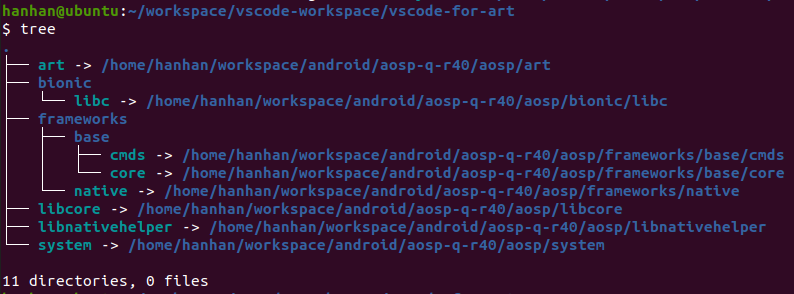 hanhan@ubuntu:~/workspace/vscode-workspace/vscode-for-art
$ tree
.
├── art -> /home/hanhan/workspace/android/aosp-q-r40/aosp/art
├── bionic
│   └── libc -> /home/hanhan/workspace/android/aosp-q-r40/aosp/bionic/libc
├── frameworks
│   ├── base
│   │   ├── cmds -> /home/hanhan/workspace/android/aosp-q-r40/aosp/frameworks/base/cmds
│   │   └── core -> /home/hanhan/workspace/android/aosp-q-r40/aosp/frameworks/base/core
│   └── native -> /home/hanhan/workspace/android/aosp-q-r40/aosp/frameworks/native
├── libcore -> /home/hanhan/workspace/android/aosp-q-r40/aosp/libcore
├── libnativehelper -> /home/hanhan/workspace/android/aosp-q-r40/aosp/libnativehelper
└── system -> /home/hanhan/workspace/android/aosp-q-r40/aosp/system
11 directories, 0 files